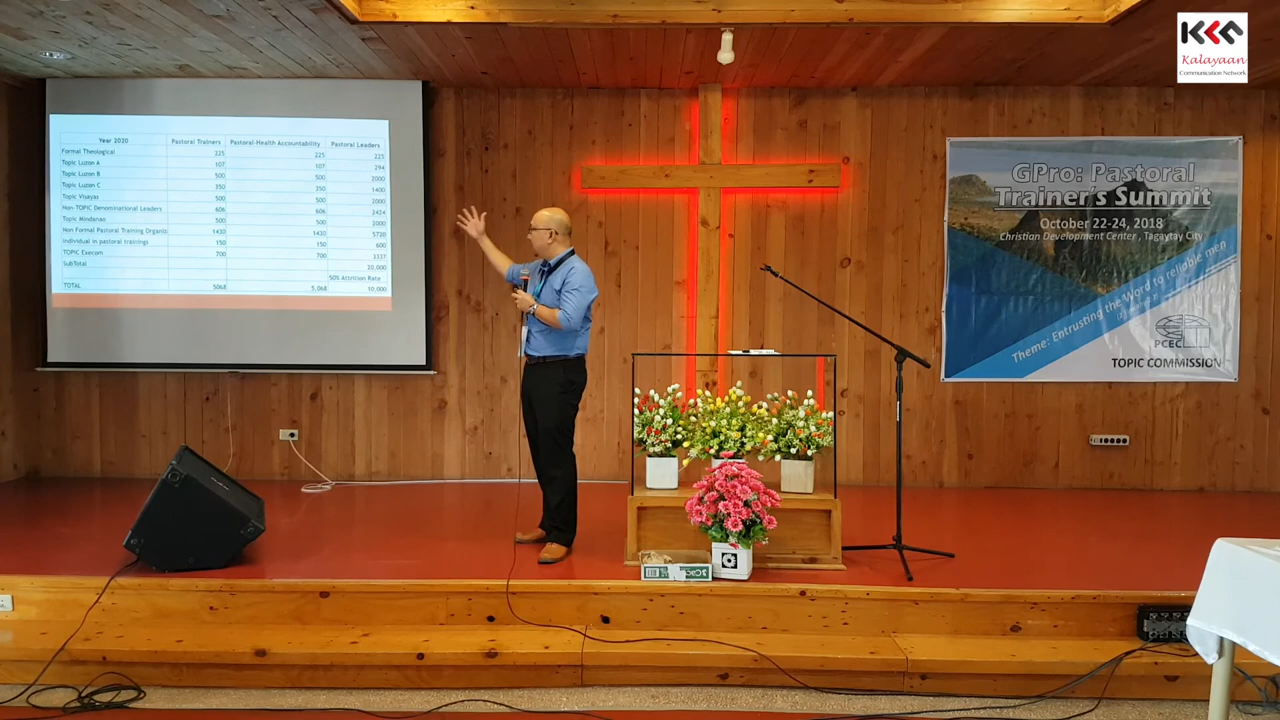 Kalayaan
Communication Network
Year 2020 Pastoral Trainers Pastoral-Health Accountability Pastoral Leaders
Formal Theological 225 225 225
Topic Luzon A 107 107 294
Topic Luzon B 500 500 2000
Topic Luzon C 350 350 1400
Topic Visayas 500 500 2000
Non-TOPIC Denominational Leaders 606 606 2424
Topic Mindanao 500 500 2000
Non Formal Pastoral Training Organiz 1430 1430 5720
Individual in pastoral trainings 150 150 600
TOPIC Execom 700 700 3337
SubTotal 20,000
50% Attrition Rate
TOTAL 5068 5,068 10,000
GPro: Pastoral
Trainer's Summit
October 22-24, 2018
Christian Development Center, Tagaytay City
Theme: Entrusting the Word to reliable men
PCEC
TOPIC COMMISSION